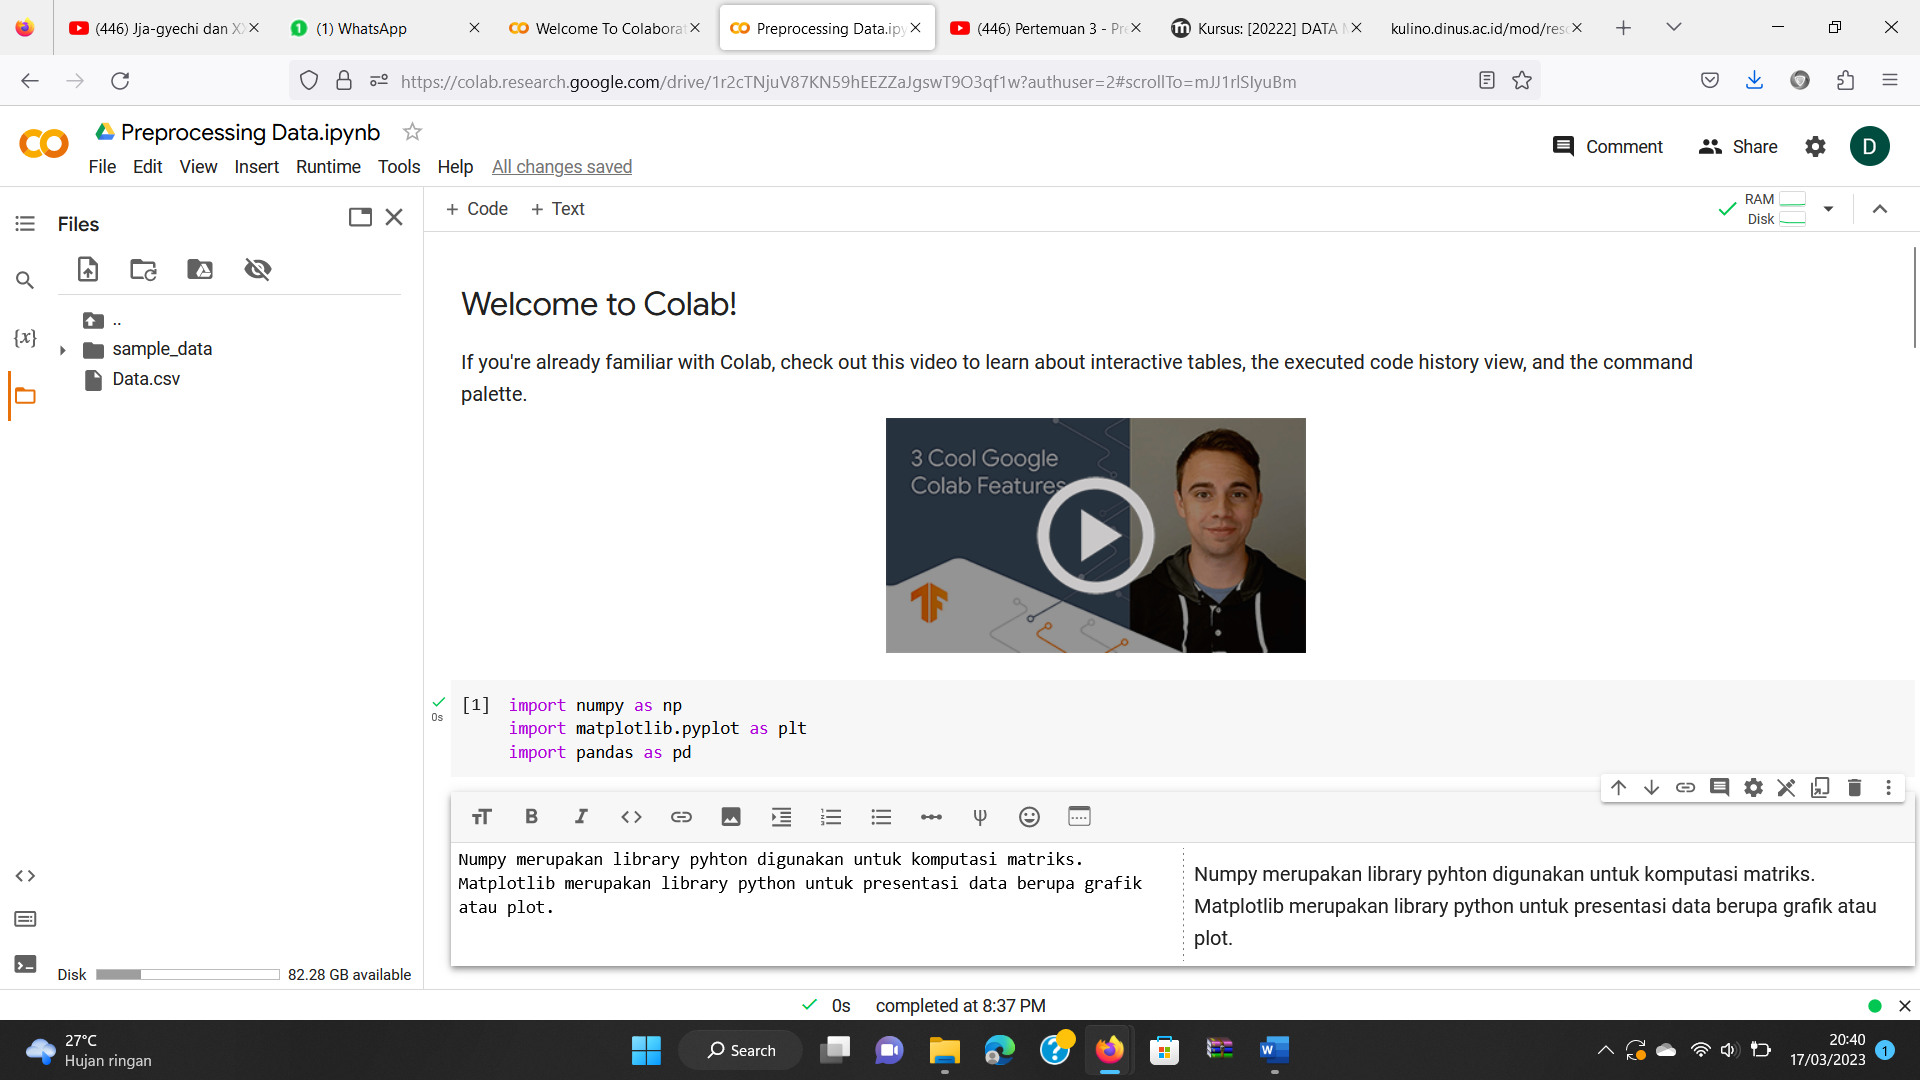 (446) Jja-gyechi dan X
(1) WhatsApp
Welcome To Colaborat
Preprocessing Data.ipy
(446) Pertemuan 3 - Pre
Kursus: [20222] DATA M
kulino.dinus.ac.id/mod/reso
https://colab.research.google.com/drive/1r2cTNjuV87KN59hEEZZaJgswT9O3qf1w?authuser=2#scrollTo=mJJ1rlSIyuBm
Preprocessing Data.ipynb
File Edit View Insert Runtime Tools Help All changes saved
Comment
Share
D
Files
+ Code + Text
RAM
Disk
..
sample_data
Data.csv
{x}
Welcome to Colab!
If you're already familiar with Colab, check out this video to learn about interactive tables, the executed code history view, and the command
palette.
3 Cool Google
Colab Features
[1] import numpy as np
0s
import matplotlib.pyplot as plt
import pandas as pd
Numpy merupakan library pyhton digunakan untuk komputasi matriks.
Matplotlib merupakan library python untuk presentasi data berupa grafik
atau plot.
Numpy merupakan library pyhton digunakan untuk komputasi matriks.
Matplotlib merupakan library python untuk presentasi data berupa grafik atau
plot.
Disk 82.28 GB available
0s completed at 8:37 PM
27°C
Hujan ringan
Search
20:40
17/03/2023
1